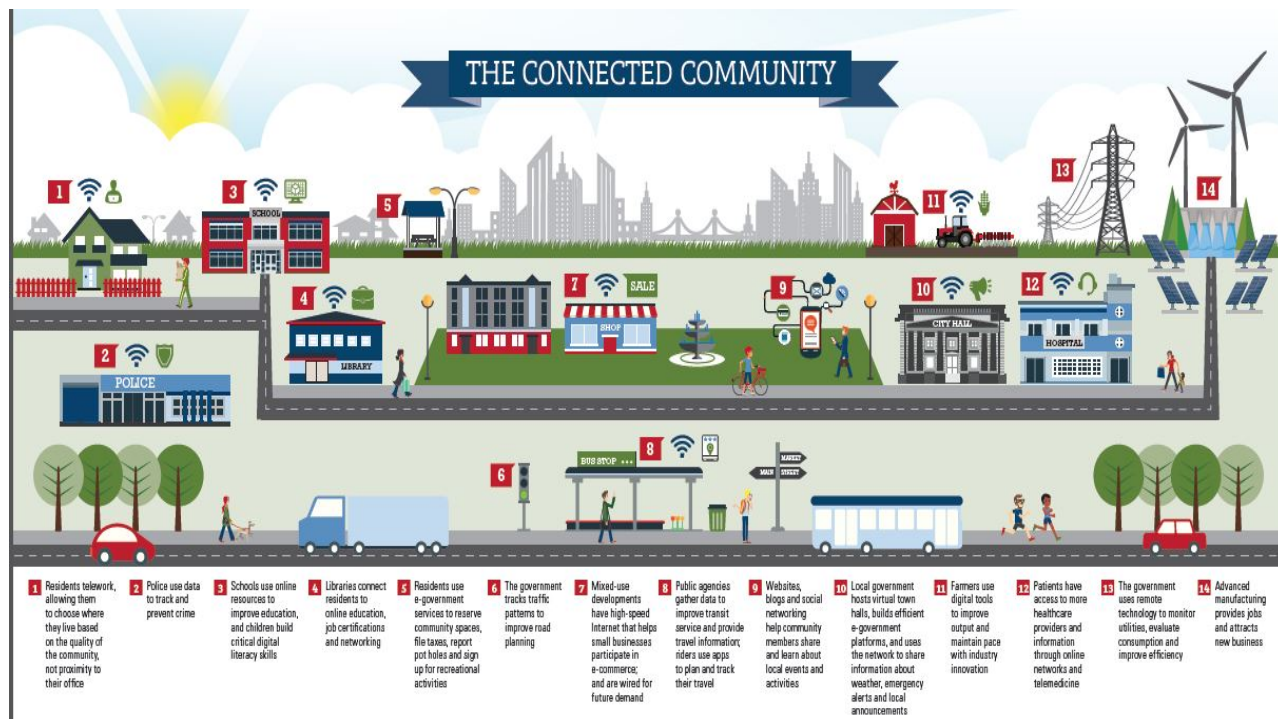 THE CONNECTED COMMUNITY
1
3
SCHOOL
5
11
13
14
2
POLICE
4
LIBRARY
7
SALE
SHOP
9
10
CITY HALL
12
HOSPITAL
6
BUS STOP
8
MARKET
MAIN STREET
1 Residents telework,
allowing them
to choose where
they live based
on the quality of
the community,
not proximity to
their office
2 Police use data
to track and
prevent crime
3 Schools use online
resources to
improve education,
and children build
critical digital
literacy skills
4 Libraries connect
residents to
online education,
job certifications
and networking
5 Residents use
e-government
services to reserve
community spaces,
file taxes, report
pot holes and sign
up for recreational
activities
6 The government
tracks traffic
patterns to
improve road
planning
7 Mixed-use
developments
have high-speed
Internet that helps
small businesses
participate in
e-commerce;
and are wired for
future demand
8 Public agencies
gather data to
improve transit
service and provide
travel information;
riders use apps
to plan and track
their travel
9 Websites,
blogs and social
networking
help community
members share
and learn about
local events and
activities
10 Local government
hosts virtual town
halls, builds efficient
e-government
platforms, and uses
the network to share
information about
weather, emergency
alerts and local
announcements
11 Farmers use
digital tools
to improve
output and
maintain pace
with industry
innovation
12 Patients have
access to more
healthcare
providers and
information
through online
networks and
telemedicine
13 The government
uses remote
technology to monitor
utilities, evaluate
consumption and
improve efficiency
14 Advanced
manufacturing
provides jobs
and attracts
new business